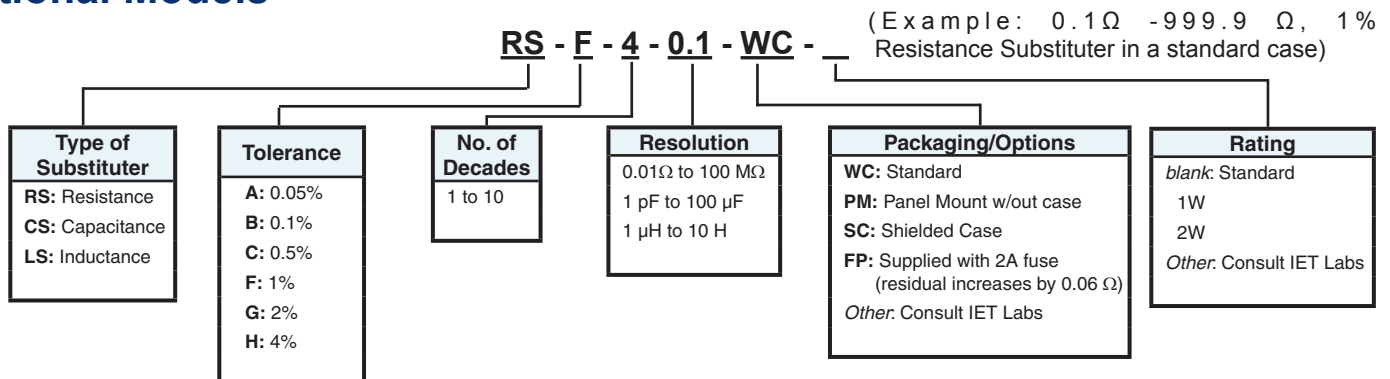 tional Models
(Example: 0.1Ω -999.9 Ω, 1%
RS - F - 4 - 0.1 - WC - __ Resistance Substituter in a standard case)
Type of
Substituter
RS: Resistance
CS: Capacitance
LS: Inductance
Tolerance
A: 0.05%
B: 0.1%
C: 0.5%
F: 1%
G: 2%
H: 4%
No. of
Decades
1 to 10
Resolution
0.01Ω to 100 MΩ
1 pF to 100 µF
1 µH to 10 H
Packaging/Options
WC: Standard
PM: Panel Mount w/out case
SC: Shielded Case
FP: Supplied with 2A fuse
(residual increases by 0.06 Ω)
Other: Consult IET Labs
Rating
blank: Standard
1W
2W
Other: Consult IET Labs